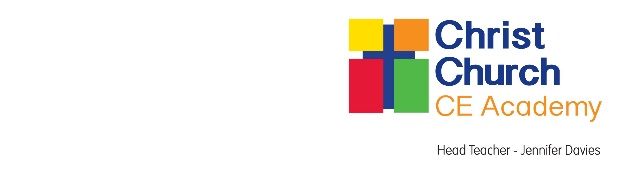 Christ
Church
CE Academy
Head Teacher - Jennifer Davies